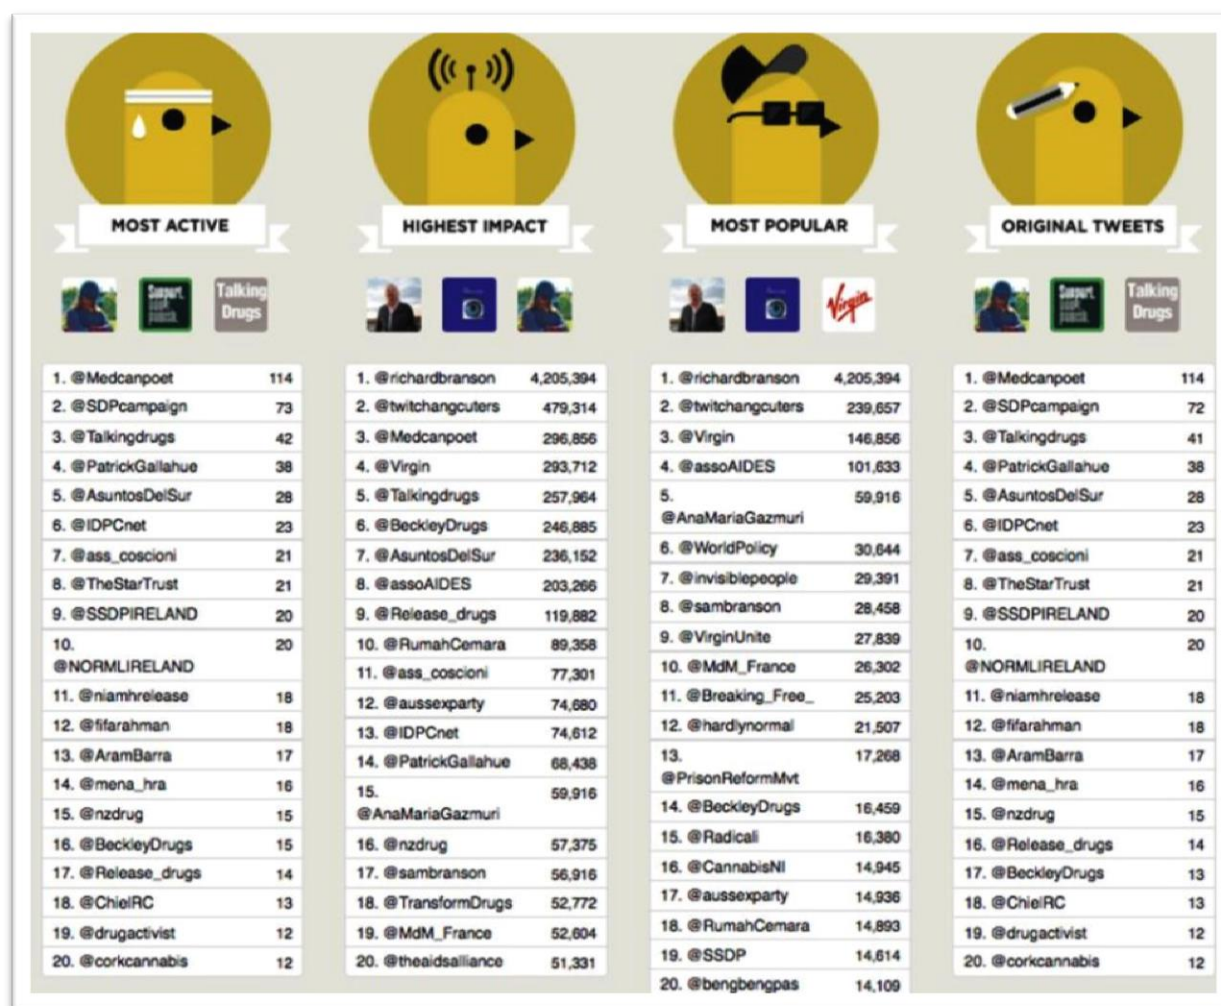 MOST ACTIVE
Support.
don't
punish.
Talking
Drugs
1. @Medcanpoet 114
2. @SDPcampaign 73
3. @Talkingdrugs 42
4. @PatrickGallahue 38
5. @AsuntosDelSur 28
6. @IDPCnet 23
7. @ass_coscioni 21
8. @TheStarTrust 21
9. @SSDPIRELAND 20
10. 20
@NORMLIRELAND
11. @niamhrelease 18
12. @fifarahman 18
13. @AramBarra 17
14. @mena_hra 16
15. @nzdrug 15
16. @BeckleyDrugs 15
17. @Release_drugs 14
18. @ChielRC 13
19. @drugactivist 12
20. @corkcannabis 12
HIGHEST IMPACT
1. @richardbranson 4,205,394
2. @twitchangcuters 479,314
3. @Medcanpoet 296,856
4. @Virgin 293,712
5. @Talkingdrugs 257,964
6. @BeckleyDrugs 246,885
7. @AsuntosDelSur 236,152
8. @assoAIDES 203,266
9. @Release_drugs 119,882
10. @RumahCemara 89,358
11. @ass_coscioni 77,301
12. @aussexparty 74,680
13. @IDPCnet 74,612
14. @PatrickGallahue 68,438
15. 59,916
@AnaMariaGazmuri
16. @nzdrug 57,375
17. @sambranson 56,916
18. @TransformDrugs 52,772
19. @MdM_France 52,604
20. @theaidsalliance 51,331
MOST POPULAR
Virgin
1. @richardbranson 4,205,394
2. @twitchangcuters 239,657
3. @Virgin 146,856
4. @assoAIDES 101,633
5. 59,916
@AnaMariaGazmuri
6. @WorldPolicy 30,644
7. @invisiblepeople 29,391
8. @sambranson 28,458
9. @VirginUnite 27,839
10. @MdM_France 26,302
11. @Breaking_Free_ 25,203
12. @hardlynormal 21,507
13. 17,268
@PrisonReformMvt
14. @BeckleyDrugs 16,459
15. @Radicali 16,380
16. @CannabisNI 14,945
17. @aussexparty 14,936
18. @RumahCemara 14,893
19. @SSDP 14,614
20. @bengbengpas 14,109
ORIGINAL TWEETS
Support.
don't
punish.
Talking
Drugs
1. @Medcanpoet 114
2. @SDPcampaign 72
3. @Talkingdrugs 41
4. @PatrickGallahue 38
5. @AsuntosDelSur 28
6. @IDPCnet 23
7. @ass_coscioni 21
8. @TheStarTrust 21
9. @SSDPIRELAND 20
10. 20
@NORMLIRELAND
11. @niamhrelease 18
12. @fifarahman 18
13. @AramBarra 17
14. @mena_hra 16
15. @nzdrug 15
16. @Release_drugs 14
17. @BeckleyDrugs 13
18. @ChielRC 13
19. @drugactivist 12
20. @corkcannabis 12